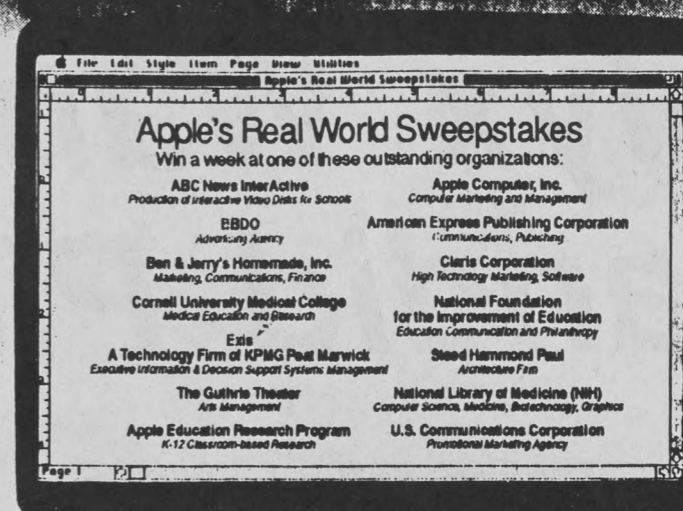 File Edit Style Item Page View Utilities
Apple's Real World Sweepstakes
Apple's Real World Sweepstakes
Win a week at one of these outstanding organizations:
ABC News InterActive
Production of Interactive Video Disks for Schools
BBDO
Advertising Agency
Ben & Jerry's Homemade, Inc.
Marketing, Communications, Finance
Cornell University Medical College
Medical Education and Research
Exis
A Technology Firm of KPMG Peat Marwick
Executive Information & Decision Support Systems Management
The Guthrie Theater
Arts Management
Apple Education Research Program
K-12 Classroom-based Research
Apple Computer, Inc.
Computer Marketing and Management
American Express Publishing Corporation
Communications, Publishing
Claris Corporation
High Technology Marketing, Software
National Foundation
for the Improvement of Education
Education Communication and Philanthropy
Steed Hammond Paul
Architecture Firm
National Library of Medicine (NIH)
Computer Science, Medicine, Biotechnology, Graphics
U.S. Communications Corporation
Promotional Marketing Agency
Page 1